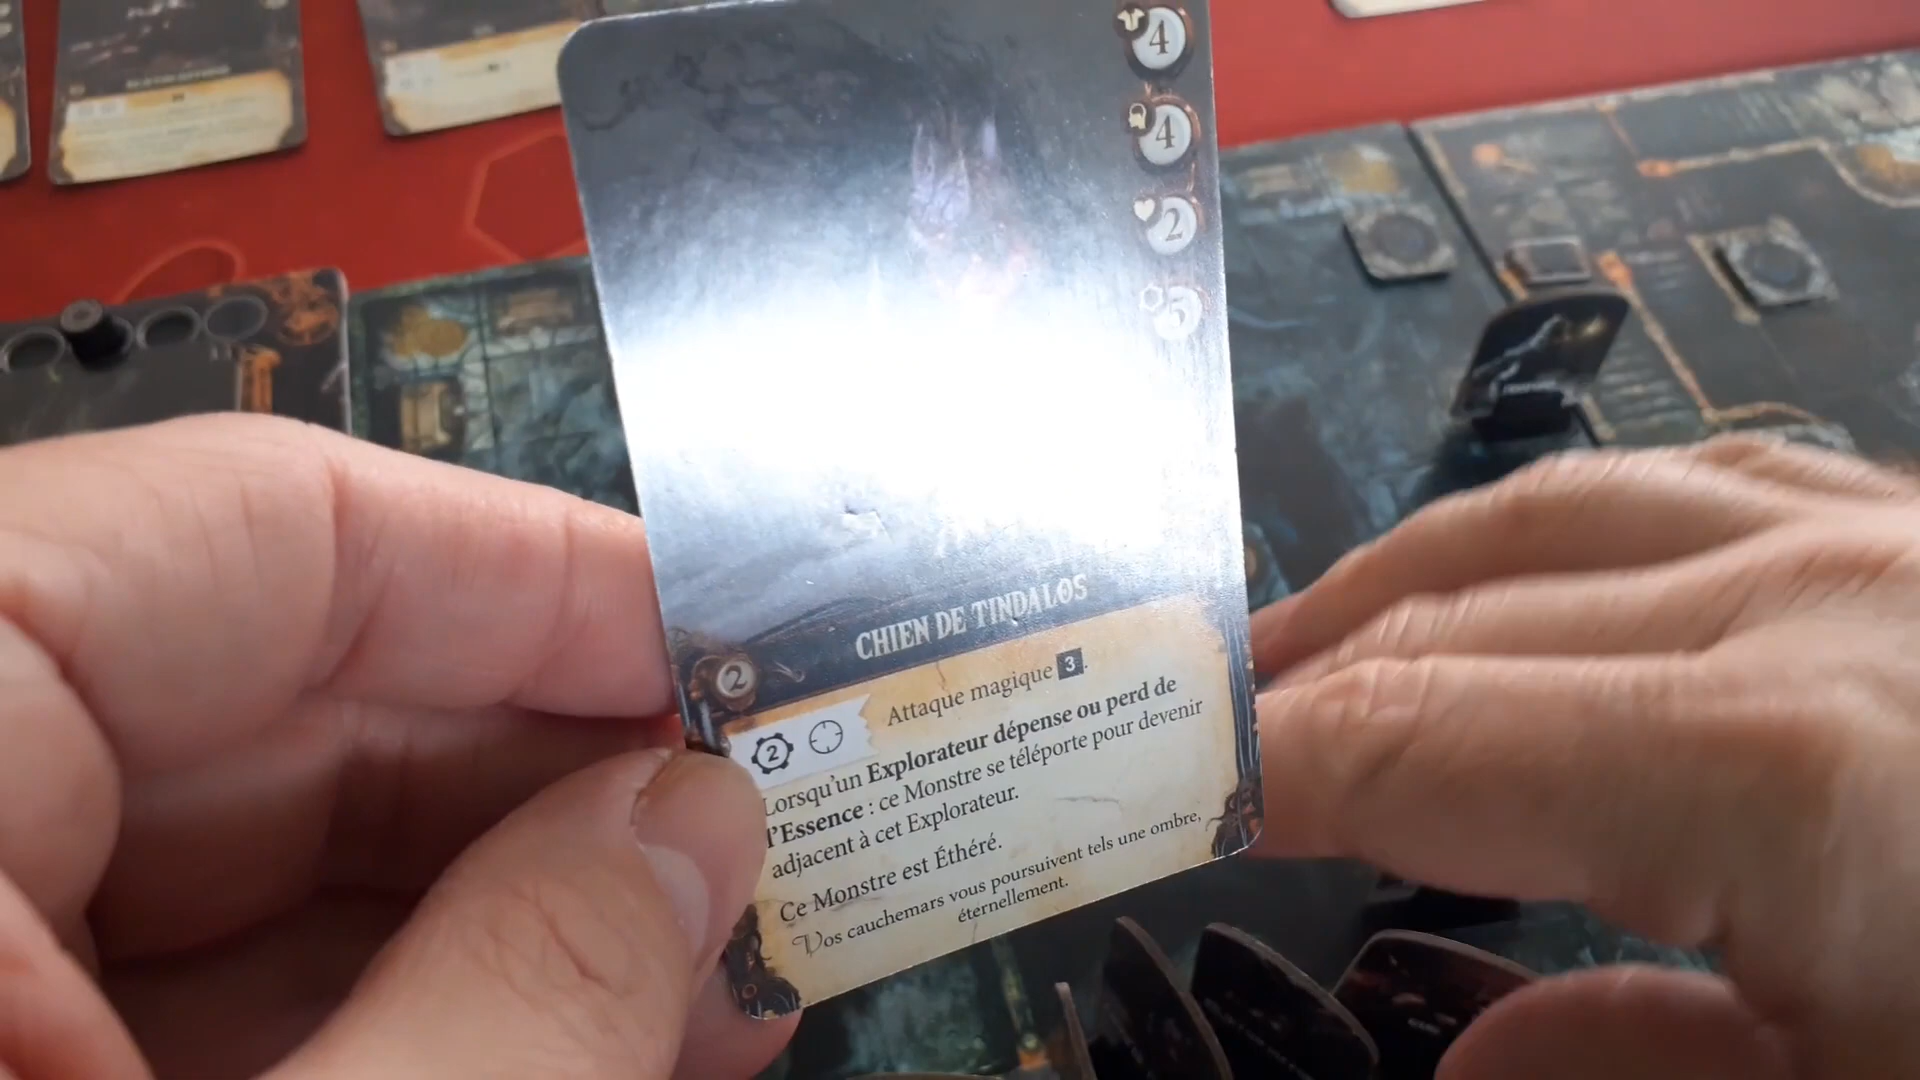 4
4
2
5
CHIEN DE TINDALOS
2
Attaque magique 3.
2
Lorsqu'un Explorateur dépense ou perd de
l'Essence : ce Monstre se téléporte pour devenir
adjacent à cet Explorateur.
Ce Monstre est Éthéré.
Vos cauchemars vous poursuivent tels une ombre,
éternellement.